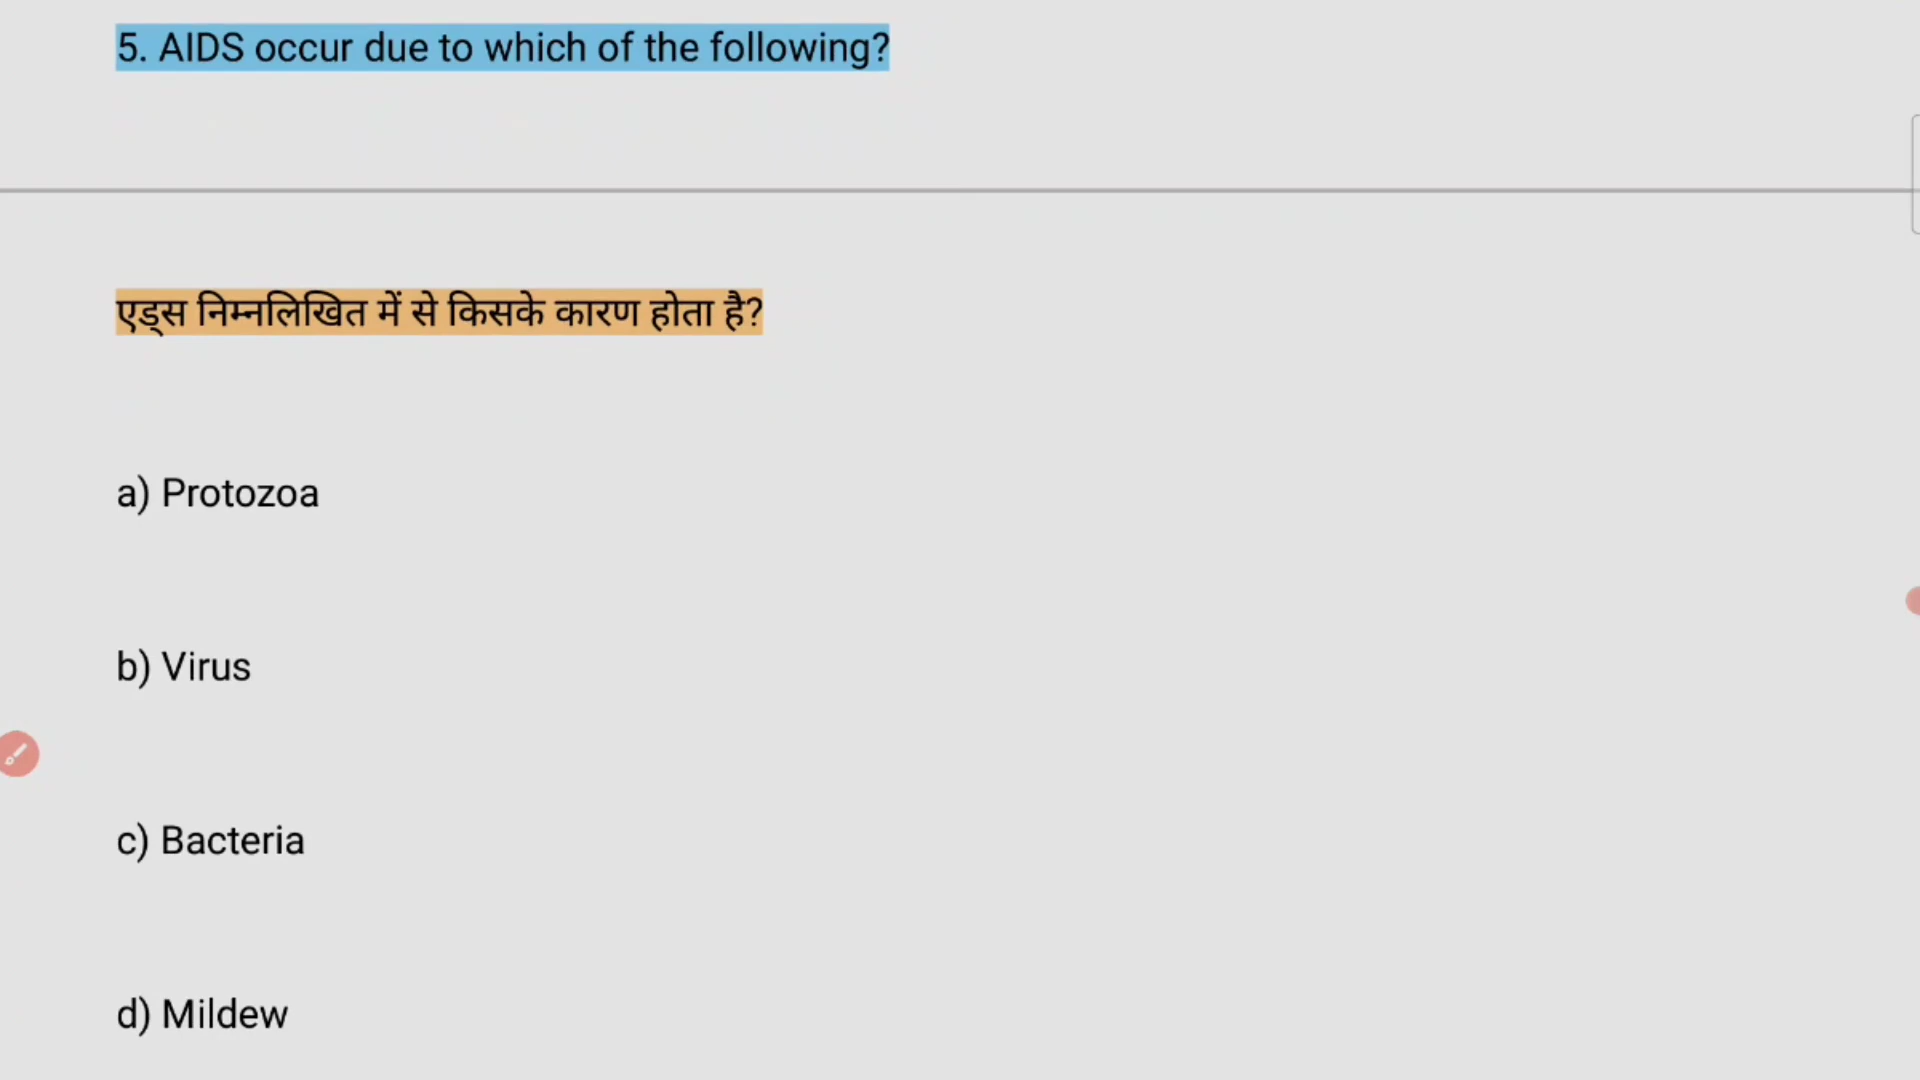 5. AIDS occur due to which of the following?
एड्स निम्नलिखित में से किसके कारण होता है?
a) Protozoa
b) Virus
c) Bacteria
d) Mildew